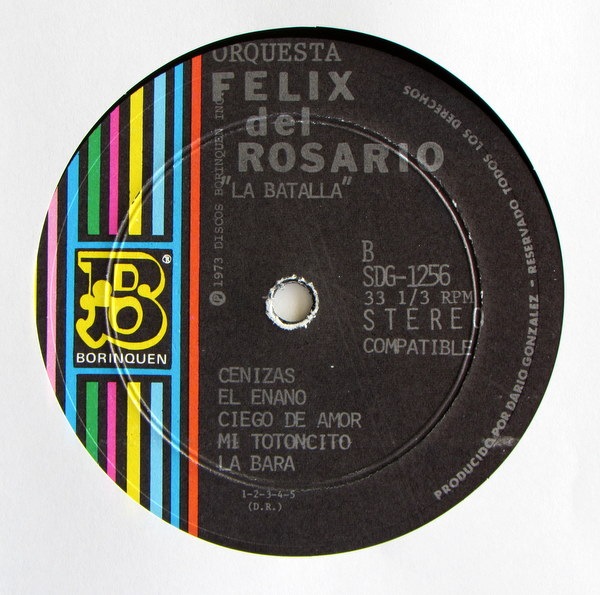 ORQUESTA
FELIX
del
ROSARIO
"LA BATALLA"
B
SDG-1256
33 1/3 RPM
STEREO
COMPATIBLE
CENIZAS
EL ENANO
CIEGO DE AMOR
MI TOTONCITO
LA BARA
1-2-3-4-5
(D.R.)
B®
BORINQUEN
℗ 1973 DISCOS BORINQUEN INC
PRODUCIDO POR DARIO GONZALEZ - RESERVADO TODOS LOS DERECHOS